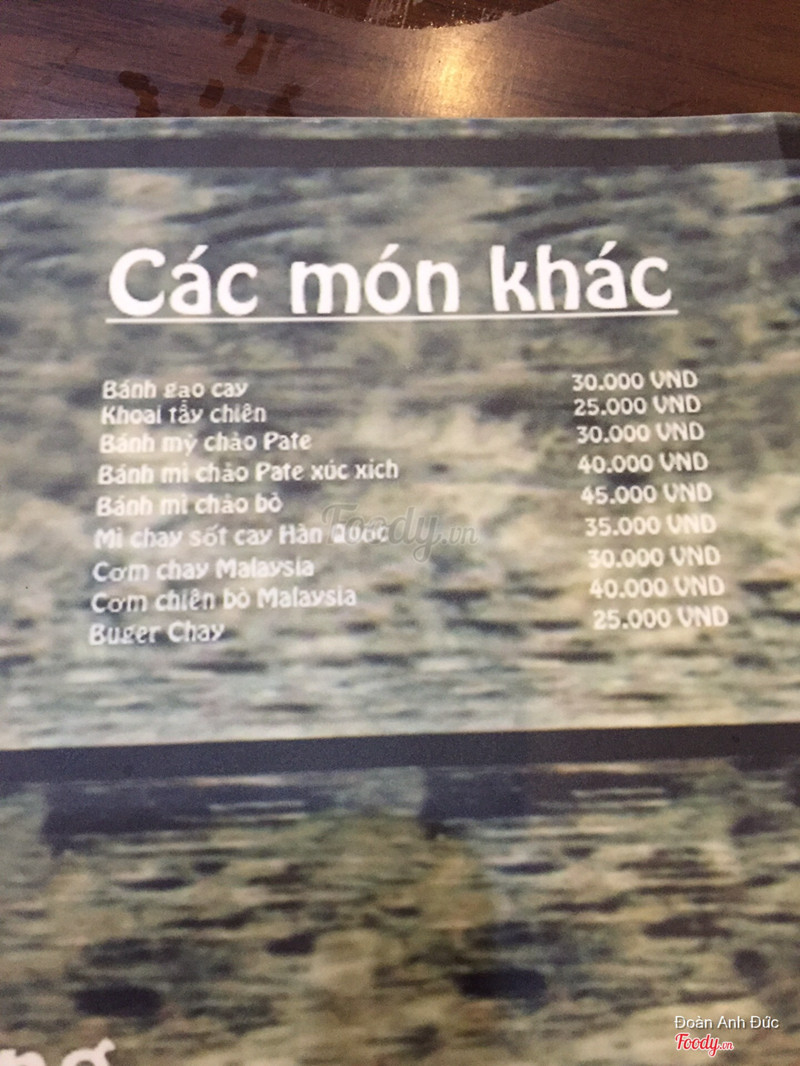 Các món khác
Bánh gạo cay 30.000 VND
Khoai tây chiên 25.000 VND
Bánh mỳ chảo Pate 30.000 VND
Bánh mì chảo Pate xúc xích 40.000 VND
Bánh mì chảo bò 45.000 VND
Mì chay sốt cay Hàn Quốc 35.000 VND
Cơm chay Malaysia 30.000 VND
Cơm chiên bò Malaysia 40.000 VND
Buger Chay 25.000 VND
Foody.vn
Đoàn Anh Đức
Foody.vn